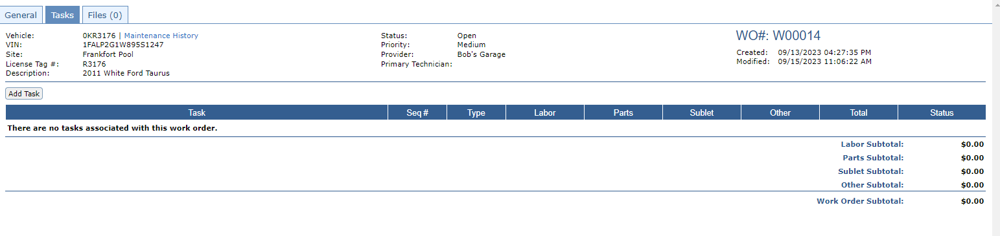 General Tasks Files (0)
Vehicle: 0KR3176 | Maintenance History Status: Open WO#: W00014
VIN: 1FALP2G1W895S1247 Priority: Medium Created: 09/13/2023 04:27:35 PM
Site: Frankfort Pool Provider: Bob's Garage Modified: 09/15/2023 11:06:22 AM
License Tag #: R3176 Primary Technician:
Description: 2011 White Ford Taurus
Add Task
Task Seq # Type Labor Parts Sublet Other Total Status
There are no tasks associated with this work order.
Labor Subtotal: $0.00
Parts Subtotal: $0.00
Sublet Subtotal: $0.00
Other Subtotal: $0.00
Work Order Subtotal: $0.00